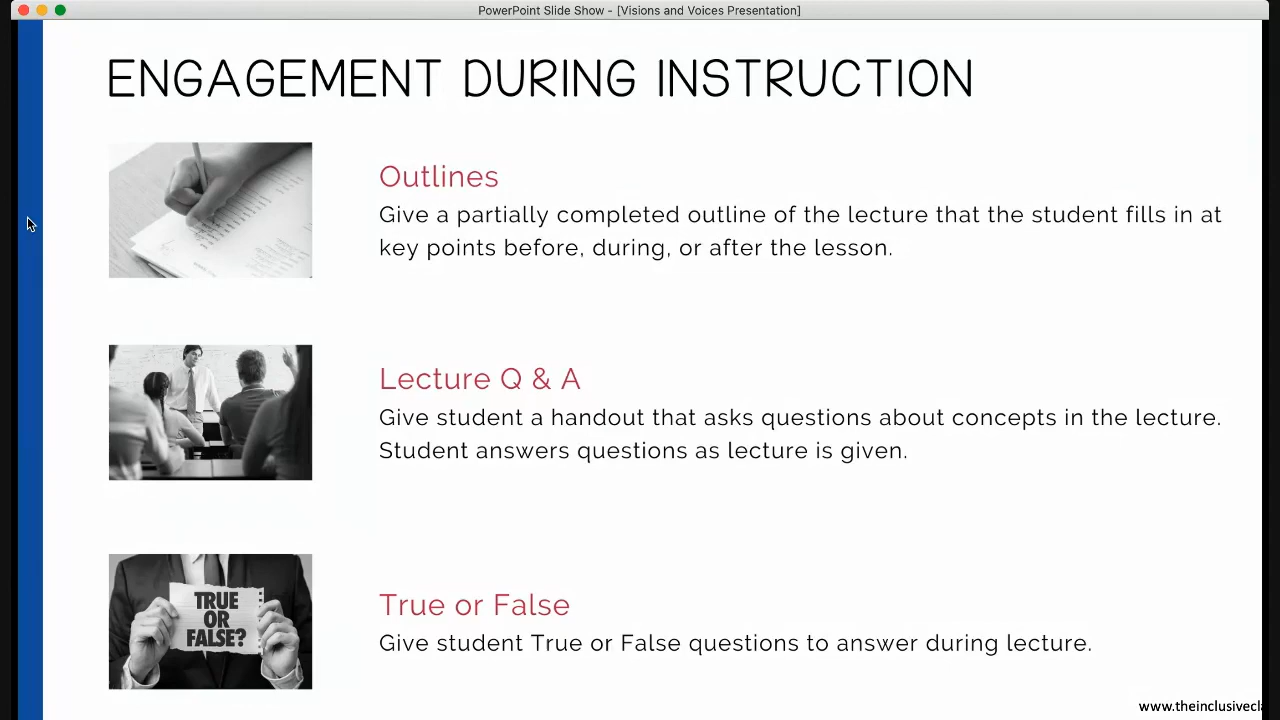 PowerPoint Slide Show - [Visions and Voices Presentation]
ENGAGEMENT DURING INSTRUCTION
Outlines
Give a partially completed outline of the lecture that the student fills in at
key points before, during, or after the lesson.
Lecture Q & A
Give student a handout that asks questions about concepts in the lecture.
Student answers questions as lecture is given.
TRUE
OR
FALSE?
True or False
Give student True or False questions to answer during lecture.
www.theinclusivecl